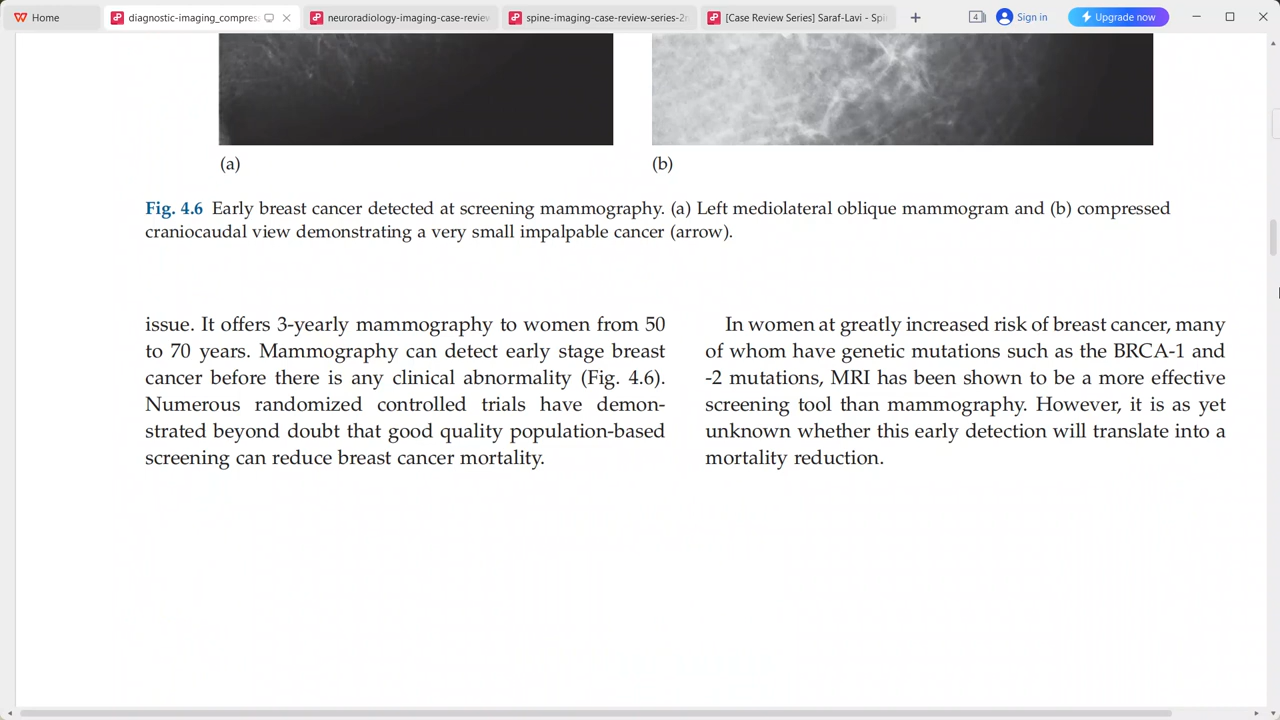 Home
diagnostic-imaging_compres
neuroradiology-imaging-case-review
spine-imaging-case-review-series-2
[Case Review Series] Saraf-Lavi - Spi
4
Sign in
Upgrade now
(a)
(b)
Fig. 4.6 Early breast cancer detected at screening mammography. (a) Left mediolateral oblique mammogram and (b) compressed
craniocaudal view demonstrating a very small impalpable cancer (arrow).
issue. It offers 3-yearly mammography to women from 50
to 70 years. Mammography can detect early stage breast
cancer before there is any clinical abnormality (Fig. 4.6).
Numerous randomized controlled trials have demon-
strated beyond doubt that good quality population-based
screening can reduce breast cancer mortality.
In women at greatly increased risk of breast cancer, many
of whom have genetic mutations such as the BRCA-1 and
-2 mutations, MRI has been shown to be a more effective
screening tool than mammography. However, it is as yet
unknown whether this early detection will translate into a
mortality reduction.